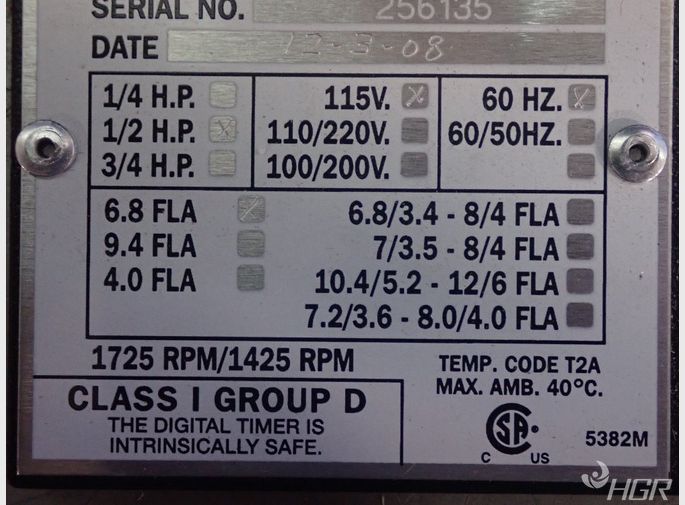 SERIAL NO. 256135
DATE 12-3-08
1/4 H.P. 115V. 60 HZ.
1/2 H.P. 110/220V. 60/50HZ.
3/4 H.P. 100/200V.
6.8 FLA 6.8/3.4 - 8/4 FLA
9.4 FLA 7/3.5 - 8/4 FLA
4.0 FLA 10.4/5.2 - 12/6 FLA
7.2/3.6 - 8.0/4.0 FLA
1725 RPM/1425 RPM
TEMP. CODE T2A
MAX. AMB. 40°C.
CLASS I GROUP D
THE DIGITAL TIMER IS
INTRINSICALLY SAFE.
CSA
C US
5382M
HGR